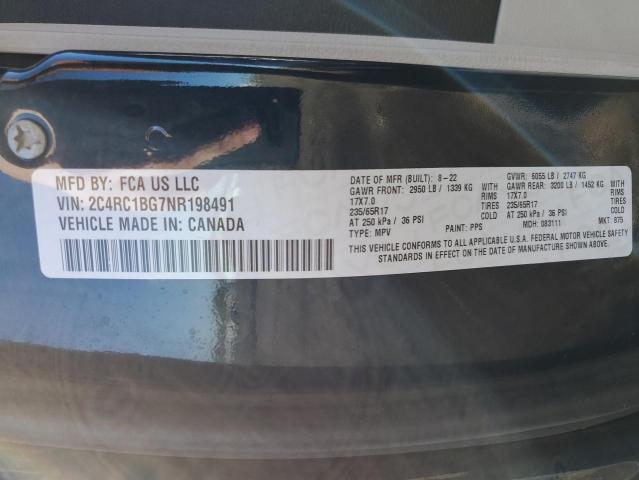 MFD BY: FCA US LLC
VIN: 2C4RC1BG7NR198491
VEHICLE MADE IN: CANADA
DATE OF MFR (BUILT): 8-22 GVWR: 6055 LB / 2747 KG
GAWR FRONT: 2950 LB / 1339 KG WITH GAWR REAR: 3200 LB / 1452 KG WITH
17X7.0 RIMS 17X7.0 RIMS
235/65R17 TIRES 235/65R17 TIRES
AT 250 kPa / 36 PSI COLD AT 250 kPa / 36 PSI COLD
TYPE: MPV PAINT: PPS MDH: 083111 MKT: 875
THIS VEHICLE CONFORMS TO ALL APPLICABLE U.S.A. FEDERAL MOTOR VEHICLE SAFETY
STANDARDS IN EFFECT ON THE DATE OF MANUFACTURE SHOWN ABOVE